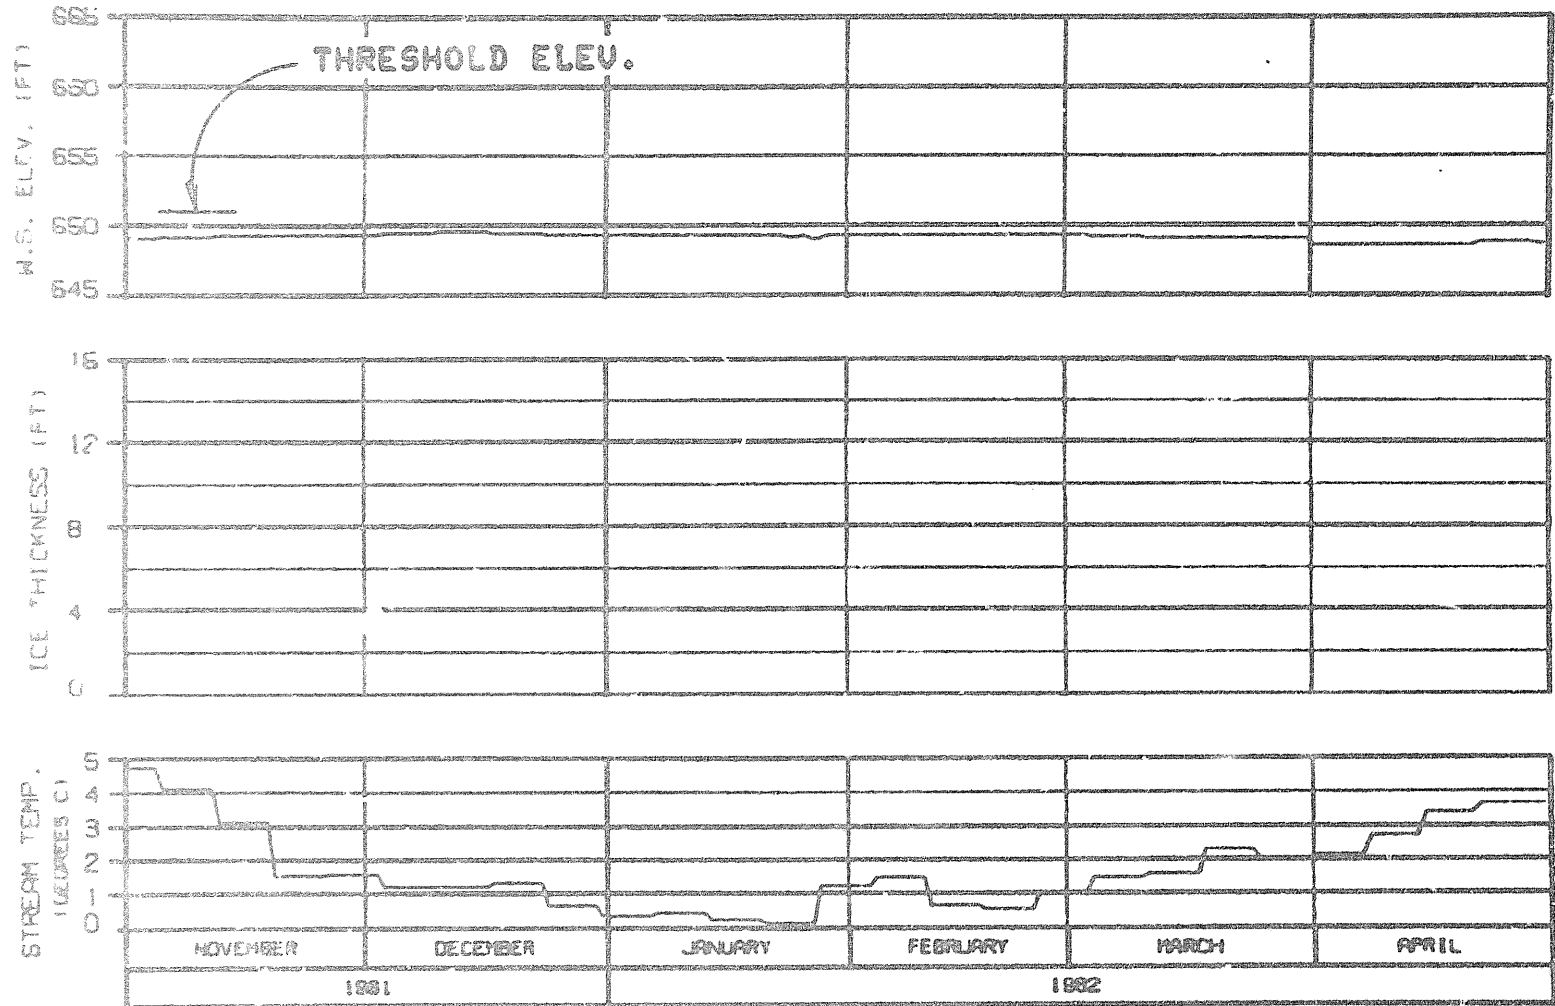 THRESHOLD ELEV.
W.S. ELEV. (FT)
660
655
650
645
ICE THICKNESS (FT)
16
12
8
4
0
STREAM TEMP.
(DEGREES C)
5
4
3
2
1
0
NOVEMBER DECEMBER JANUARY FEBRUARY MARCH APRIL
1981 1982